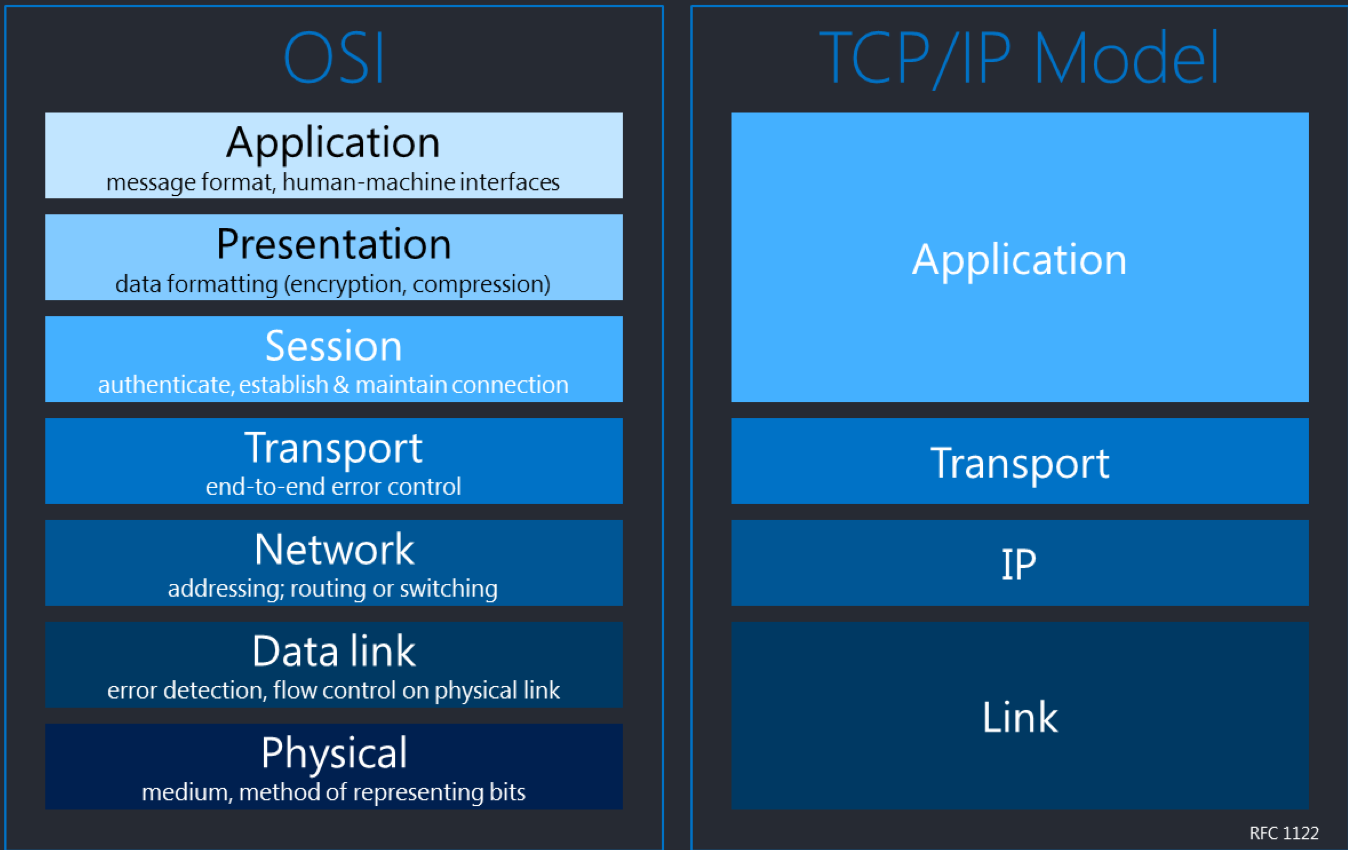 OSI
Application
message format, human-machine interfaces
Presentation
data formatting (encryption, compression)
Session
authenticate, establish & maintain connection
Transport
end-to-end error control
Network
addressing; routing or switching
Data link
error detection, flow control on physical link
Physical
medium, method of representing bits
TCP/IP Model
Application
Transport
IP
Link
RFC 1122